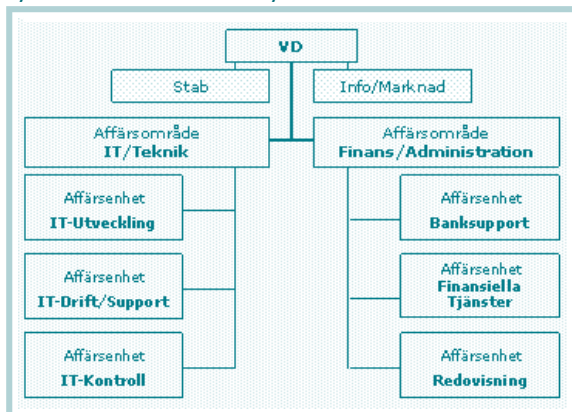 VD
Stab
Info/Marknad
Affärsområde
IT/Teknik
Affärsområde
Finans/Administration
Affärsenhet
IT-Utveckling
Affärsenhet
Banksupport
Affärsenhet
IT-Drift/Support
Affärsenhet
Finansiella
Tjänster
Affärsenhet
IT-Kontroll
Affärsenhet
Redovisning